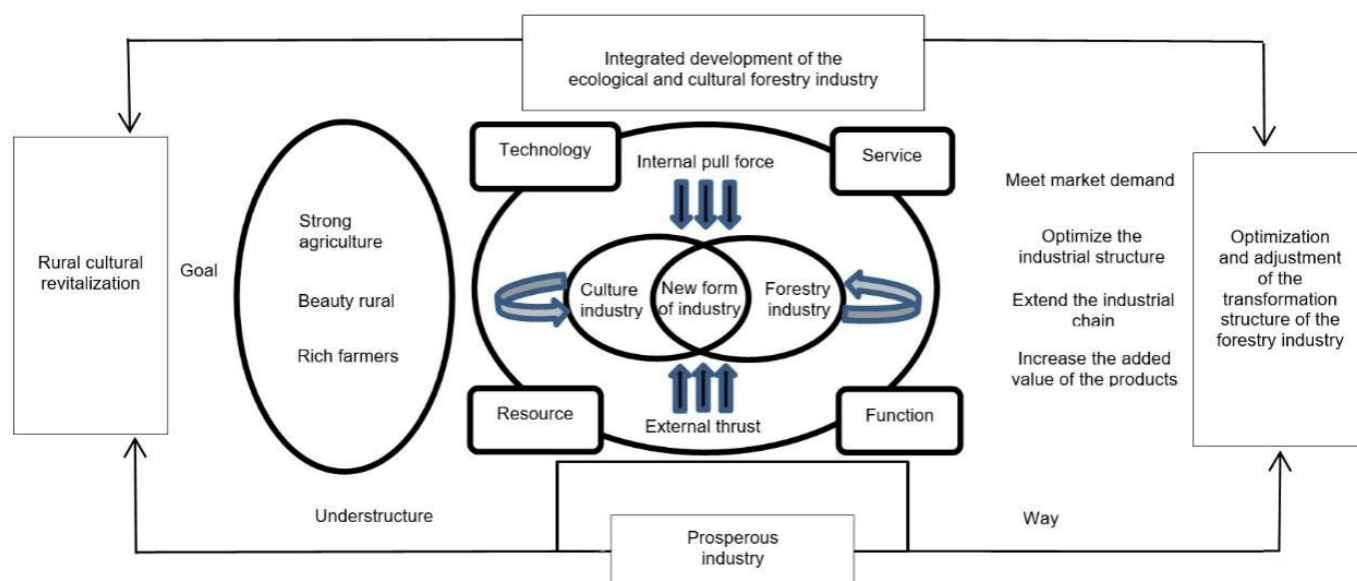 Integrated development of the
ecological and cultural forestry industry
Technology
Service
Internal pull force
Meet market demand
Strong
agriculture
Optimize the
industrial structure
Optimization
and adjustment
of the
transformation
structure of the
forestry industry
Rural cultural
revitalization
Goal
Beauty rural
Culture
industry
New form
of industry
Forestry
industry
Extend the industrial
chain
Rich farmers
Increase the added
value of the products
Resource
Function
External thrust
Understructure
Way
Prosperous
industry